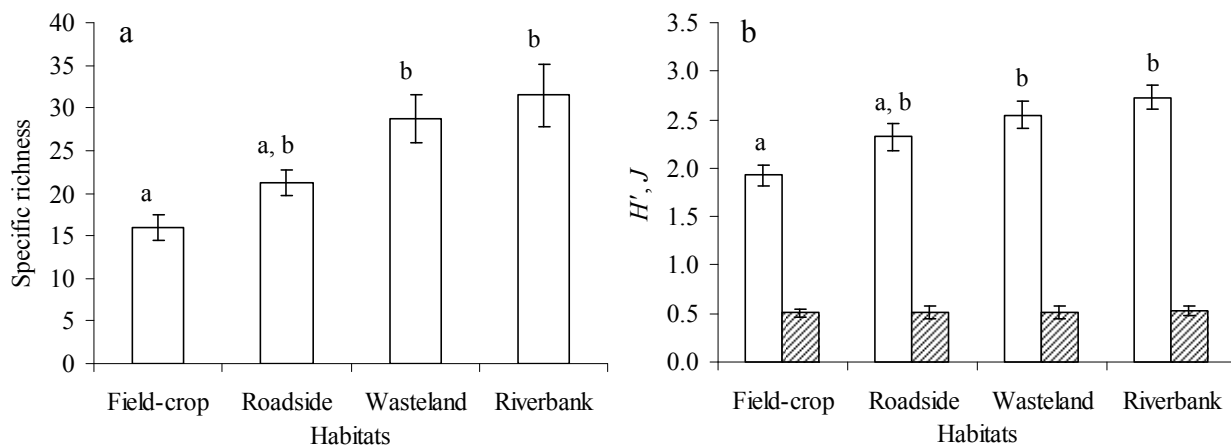 a
40
35
30
25
20
15
10
5
0
Specific richness
a
a, b
b
b
Field-crop Roadside Wasteland Riverbank
Habitats
b
3.5
3.0
2.5
2.0
1.5
1.0
0.5
0.0
H', J
a
a, b
b
b
Field-crop Roadside Wasteland Riverbank
Habitats